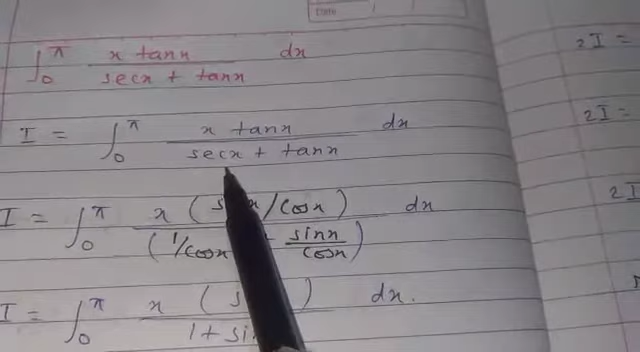 Date
∫₀^π x tanx / secx + tanx dx
2I =
I = ∫₀^π x tanx / secx + tanx dx
2I =
I = ∫₀^π x ( /cosx) / (1/cosx + sinx/cosx) dx
2I
I = ∫₀^π x ( ) / 1 + dx.